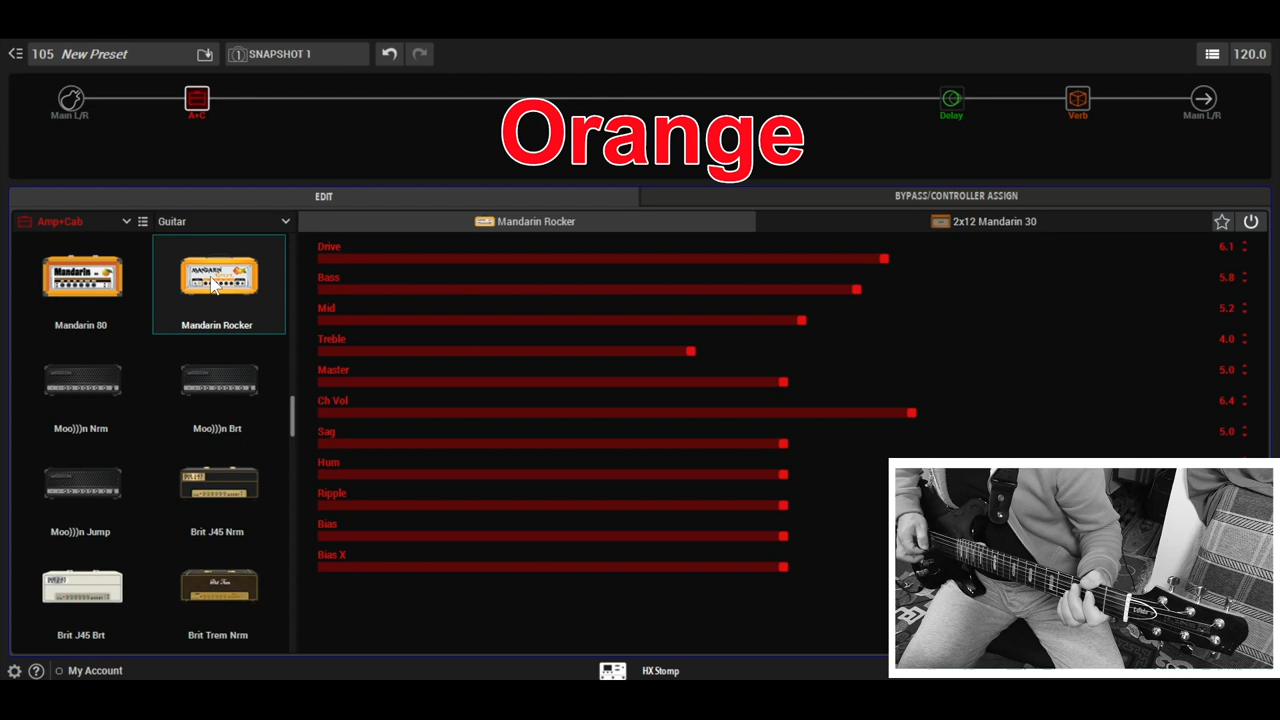 105 New Preset
1 SNAPSHOT 1
120.0
Main L/R
A+C
Delay
Verb
Main L/R
Orange
EDIT
BYPASS/CONTROLLER ASSIGN
Amp+Cab
Guitar
Mandarin Rocker
2x12 Mandarin 30
Mandarin 80
Mandarin Rocker
Moo)))n Nrm
Moo)))n Brt
Moo)))n Jump
Brit J45 Nrm
Brit J45 Brt
Brit Trem Nrm
Drive 6.1
Bass 5.8
Mid 5.2
Treble 4.0
Master 5.0
Ch Vol 6.4
Sag 5.0
Hum
Ripple
Bias
Bias X
My Account
HX Stomp